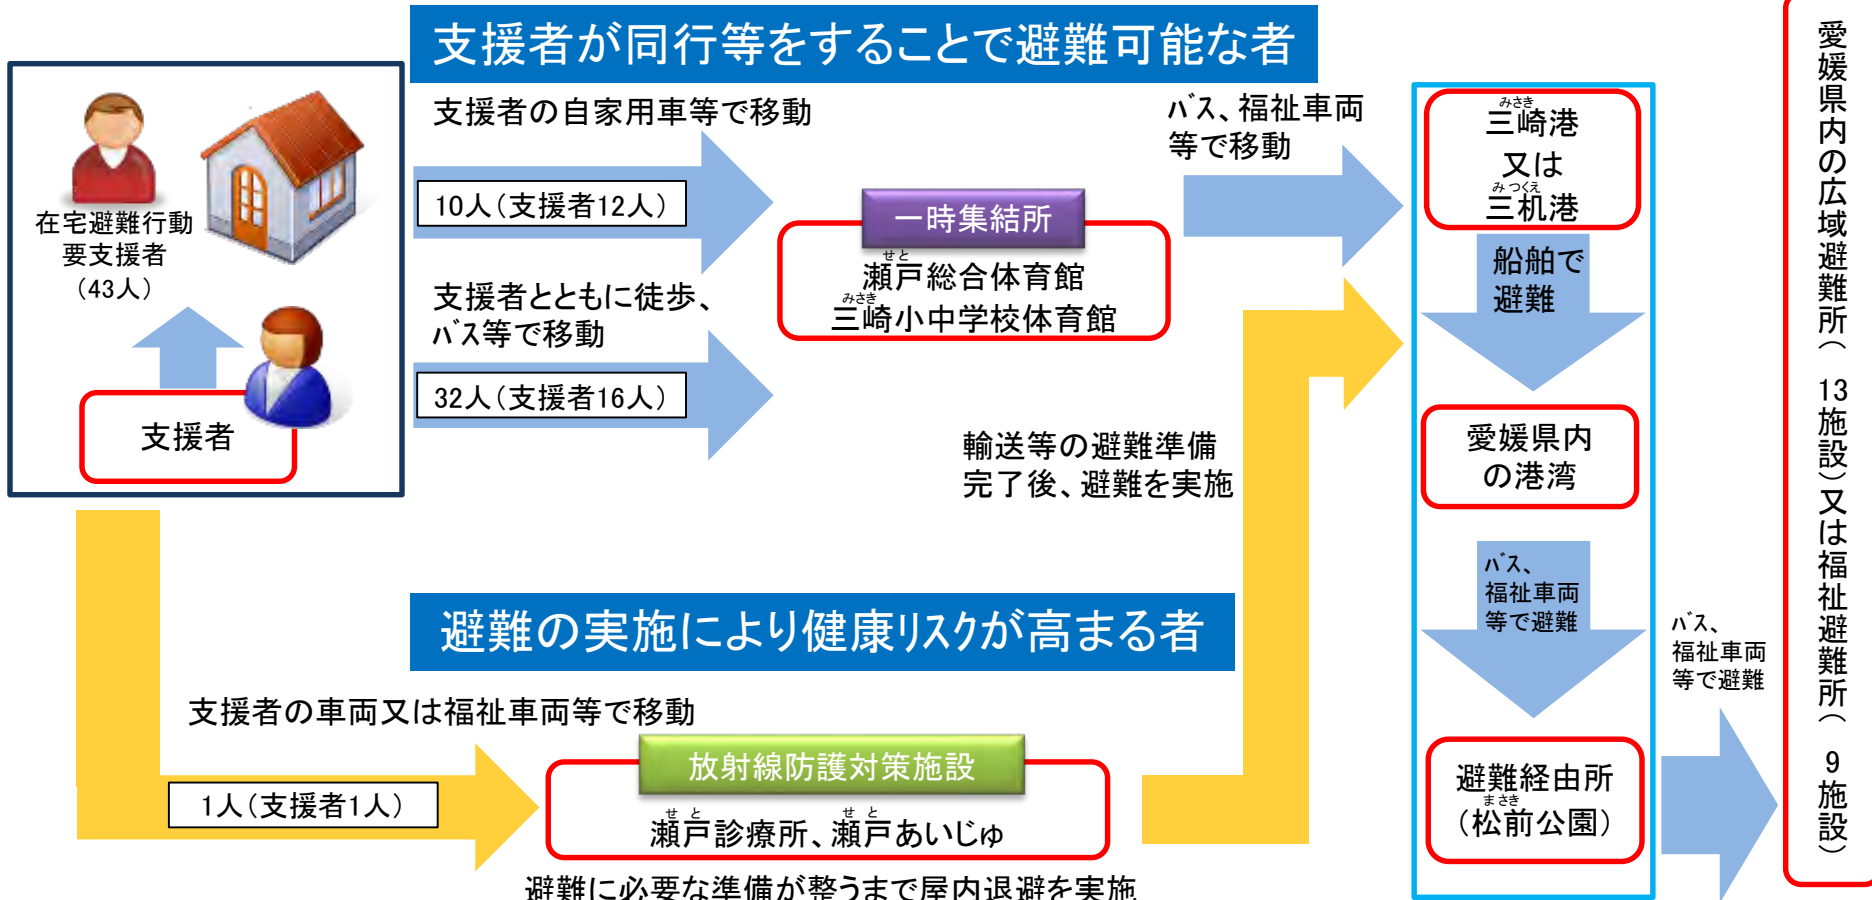 支援者が同行等をすることで避難可能な者
在宅避難行動
要支援者
(43人)
支援者
支援者の自家用車等で移動
10人(支援者12人)
支援者とともに徒歩、
バス等で移動
32人(支援者16人)
一時集結所
せと
瀬戸総合体育館
みさき
三崎小中学校体育館
バス、福祉車両
等で移動
輸送等の避難準備
完了後、避難を実施
避難の実施により健康リスクが高まる者
支援者の車両又は福祉車両等で移動
1人(支援者1人)
放射線防護対策施設
せと せと
瀬戸診療所、瀬戸あいじゅ
避難に必要な準備が整うまで屋内退避を実施
みさき
三崎港
又は
みつくえ
三机港
船舶で
避難
愛媛県内
の港湾
バス、
福祉車両
等で避難
避難経由所
まさき
(松前公園)
バス、
福祉車両
等で避難
愛媛県内の広域避難所(13施設)又は福祉避難所(9施設)